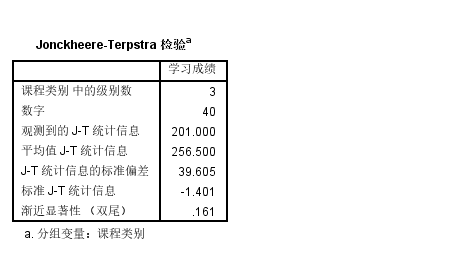 Jonckheere-Terpstra 检验a
学习成绩
课程类别 中的级别数 3
数字 40
观测到的 J-T 统计信息 201.000
平均值 J-T 统计信息 256.500
J-T 统计信息的标准偏差 39.605
标准 J-T 统计信息 -1.401
渐近显著性 （双尾） .161
a. 分组变量：课程类别